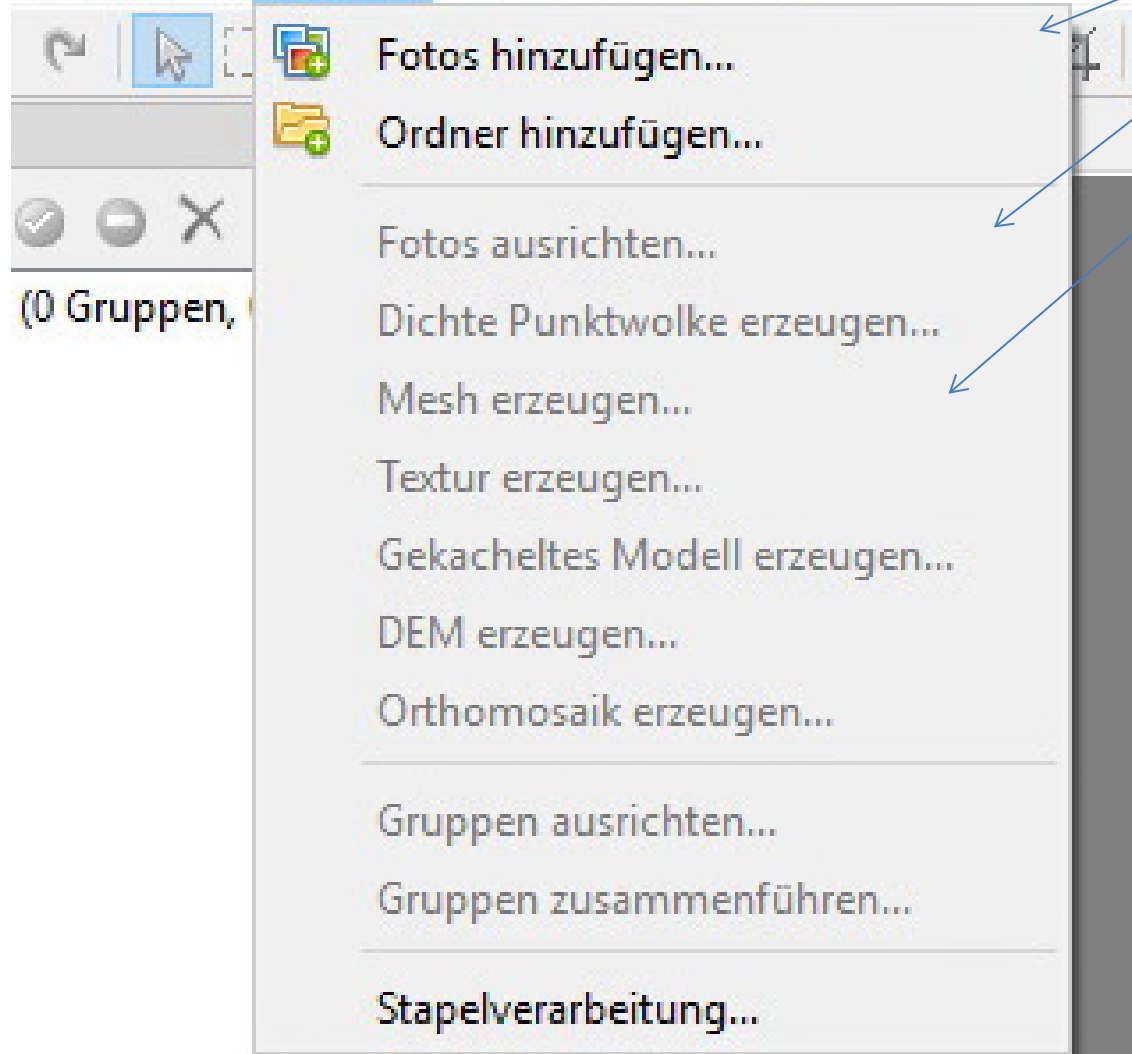 Fotos hinzufügen...
Ordner hinzufügen...
Fotos ausrichten...
(0 Gruppen,
Dichte Punktwolke erzeugen...
Mesh erzeugen...
Textur erzeugen...
Gekacheltes Modell erzeugen...
DEM erzeugen...
Orthomosaik erzeugen...
Gruppen ausrichten...
Gruppen zusammenführen...
Stapelverarbeitung...